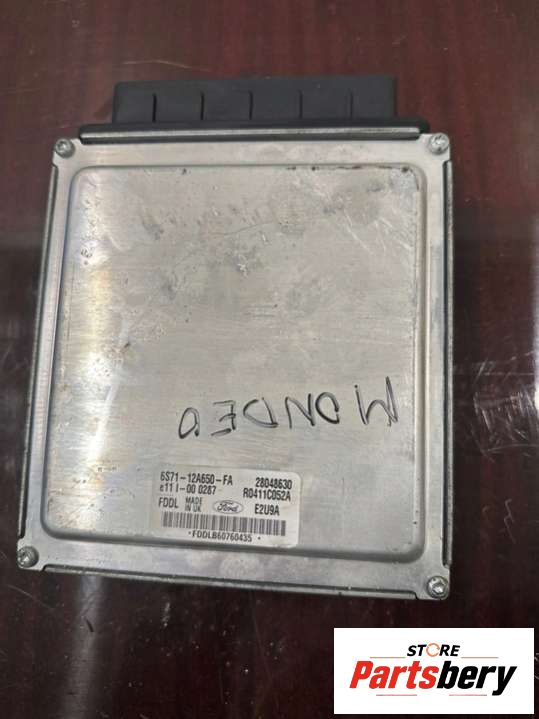 MONDEO
6S71-12A650-FA 28048630
e11 I-00 0287 R0411C052A
FDDL MADE IN UK Ford E2U9A
*FDDLB60760435*
STORE
Partsbery